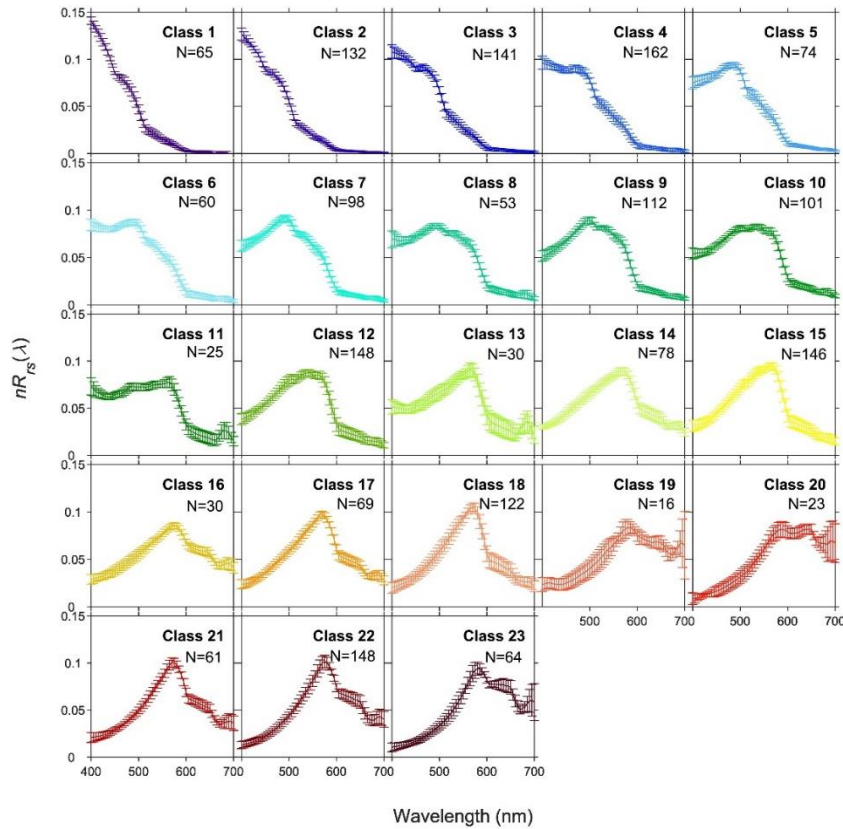 0.15
0.1
0.05
0
Class 1
N=65
Class 2
N=132
Class 3
N=141
Class 4
N=162
Class 5
N=74
0.15
0.1
0.05
0
Class 6
N=60
Class 7
N=98
Class 8
N=53
Class 9
N=112
Class 10
N=101
nRrs(λ)
0.15
0.1
0.05
0
Class 11
N=25
Class 12
N=148
Class 13
N=30
Class 14
N=78
Class 15
N=146
0.15
0.1
0.05
0
Class 16
N=30
Class 17
N=69
Class 18
N=122
Class 19
N=16
Class 20
N=23
500 600 700 500 600 700
0.15
0.1
0.05
0
Class 21
N=61
Class 22
N=148
Class 23
N=64
400 500 600 700 500 600 700 500 600 700
Wavelength (nm)